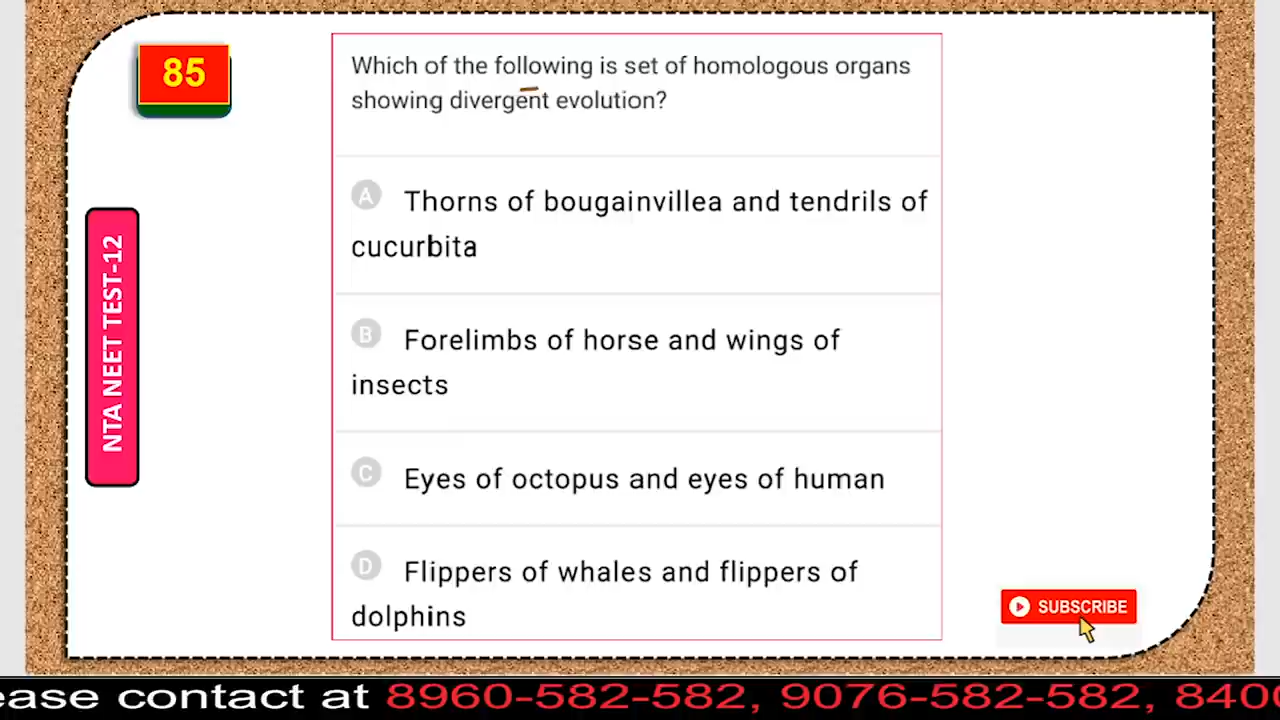 85
Which of the following is set of homologous organs
showing divergent evolution?
NTA NEET TEST-12
A Thorns of bougainvillea and tendrils of
cucurbita
B Forelimbs of horse and wings of
insects
C Eyes of octopus and eyes of human
D Flippers of whales and flippers of
dolphins
SUBSCRIBE
ease contact at 8960-582-582, 9076-582-582, 840